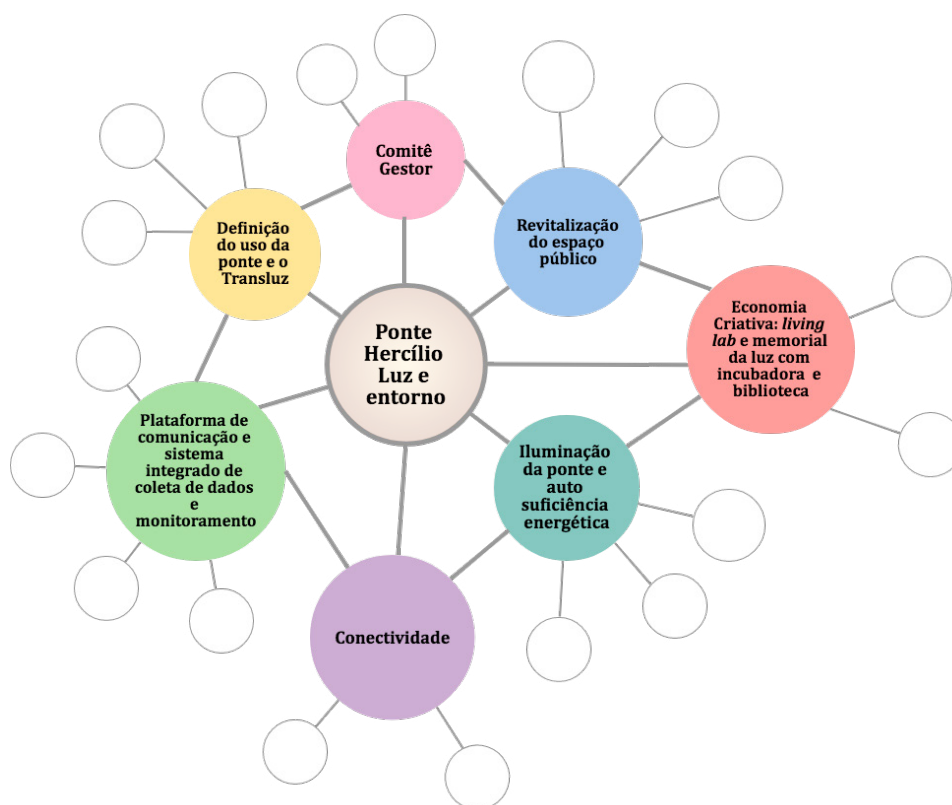 Comitê
Gestor
Definição
do uso da
ponte e o
Transluz
Revitalização
do espaço
público
Ponte
Hercílio
Luz e
entorno
Economia
Criativa: living
lab e memorial
da luz com
incubadora e
biblioteca
Plataforma de
comunicação e
sistema
integrado de
coleta de dados
e
monitoramento
Iluminação
da ponte e
auto
suficiência
energética
Conectividade